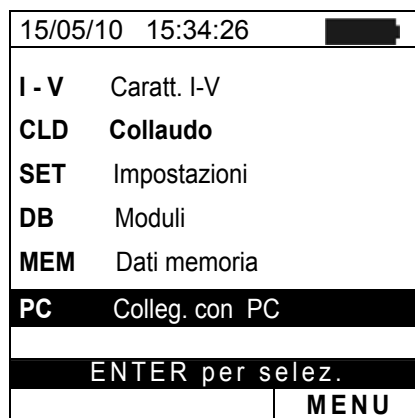 15/05/10 15:34:26
I - V Caratt. I-V
CLD Collaudo
SET Impostazioni
DB Moduli
MEM Dati memoria
PC Colleg. con PC
ENTER per selez.
MENU